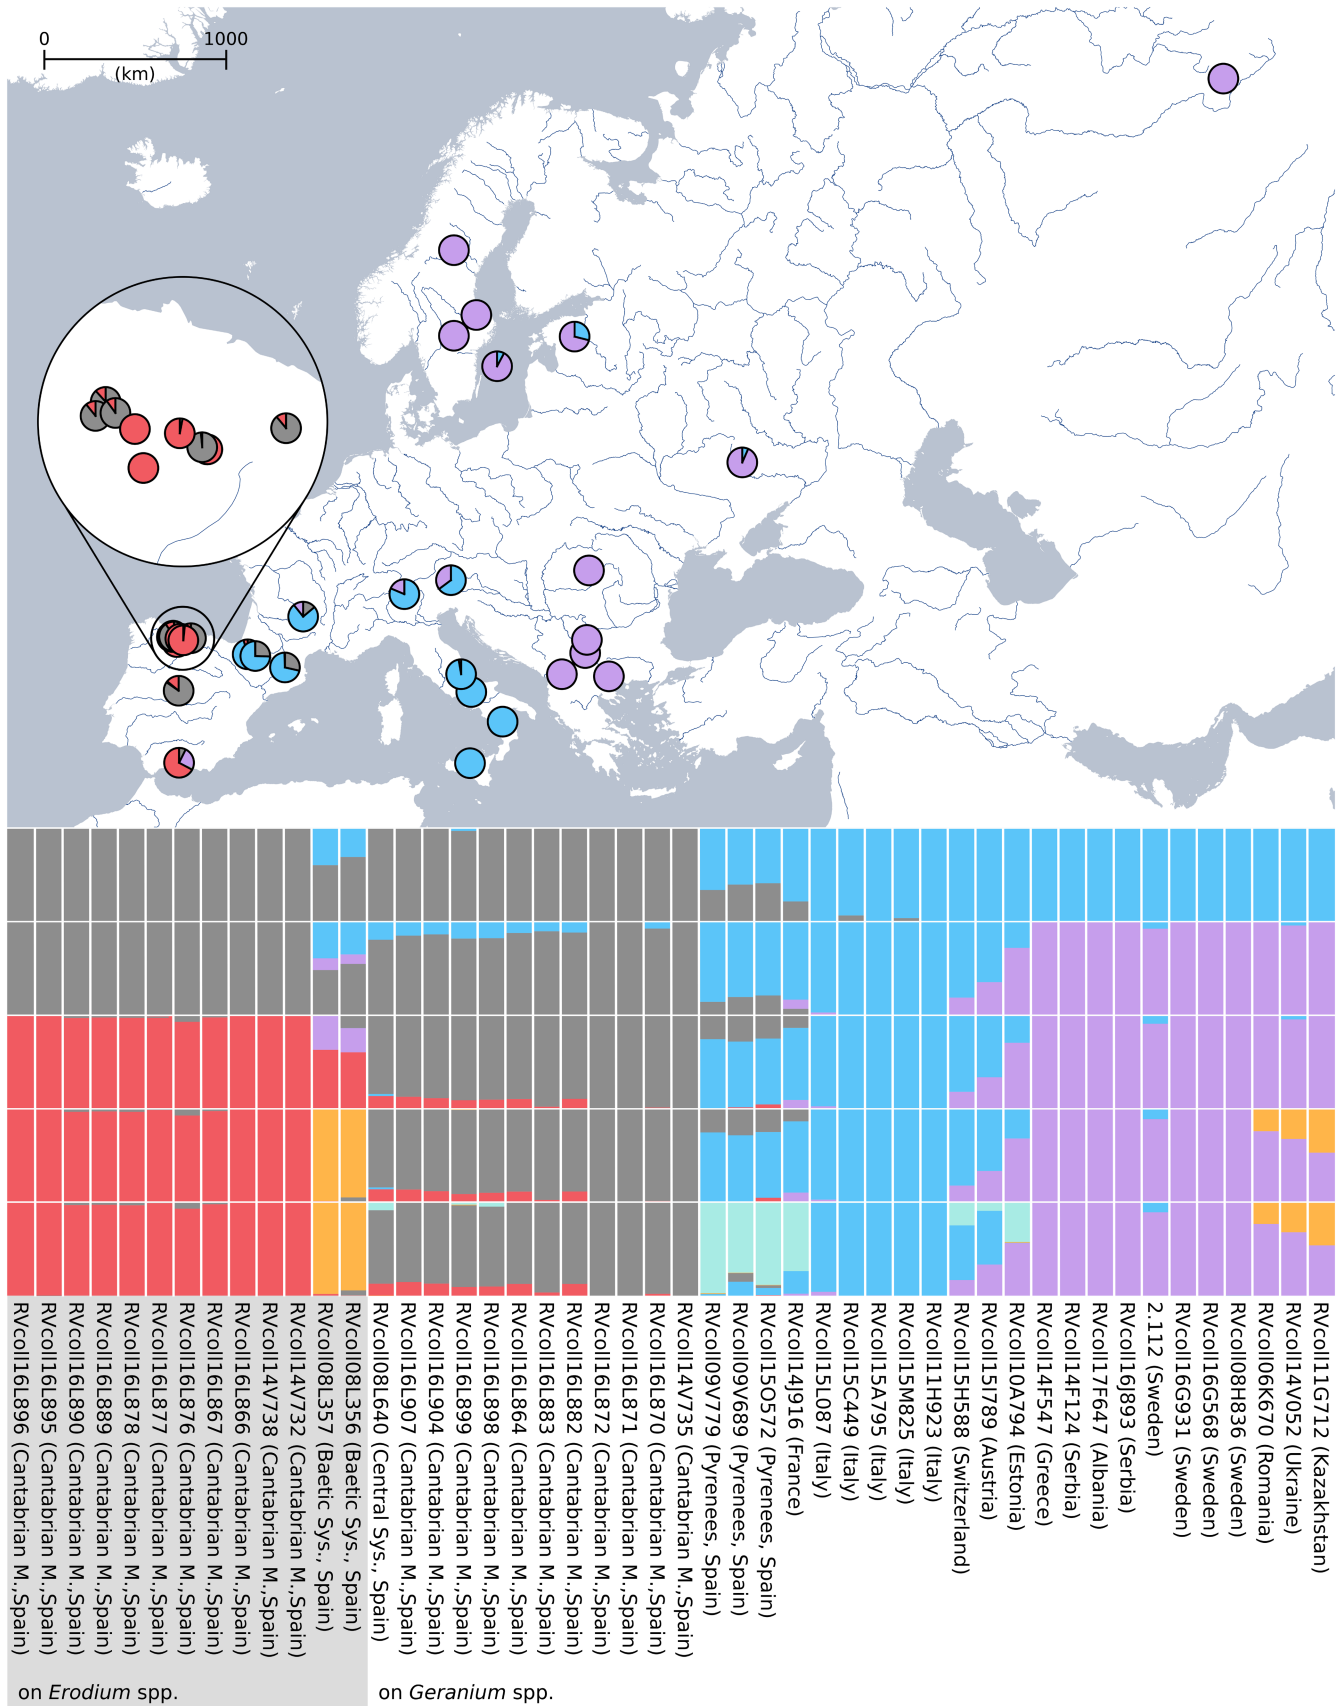 0
1000
(km)
RVcoll16L896 (Cantabrian M.,Spain)
RVcoll16L895 (Cantabrian M.,Spain)
RVcoll16L890 (Cantabrian M.,Spain)
RVcoll16L889 (Cantabrian M.,Spain)
RVcoll16L878 (Cantabrian M.,Spain)
RVcoll16L877 (Cantabrian M.,Spain)
RVcoll16L876 (Cantabrian M.,Spain)
RVcoll16L867 (Cantabrian M.,Spain)
RVcoll16L866 (Cantabrian M.,Spain)
RVcoll14V738 (Cantabrian M.,Spain)
RVcoll14V732 (Cantabrian M.,Spain)
RVcoll08L357 (Baetic Sys., Spain)
RVcoll08L356 (Baetic Sys., Spain)
RVcoll08L640 (Central Sys., Spain)
RVcoll16L907 (Cantabrian M.,Spain)
RVcoll16L904 (Cantabrian M.,Spain)
RVcoll16L899 (Cantabrian M.,Spain)
RVcoll16L898 (Cantabrian M.,Spain)
RVcoll16L864 (Cantabrian M.,Spain)
RVcoll16L883 (Cantabrian M.,Spain)
RVcoll16L882 (Cantabrian M.,Spain)
RVcoll16L872 (Cantabrian M.,Spain)
RVcoll16L871 (Cantabrian M.,Spain)
RVcoll16L870 (Cantabrian M.,Spain)
RVcoll14V735 (Cantabrian M.,Spain)
RVcoll09V779 (Pyrenees, Spain)
RVcoll09V689 (Pyrenees, Spain)
RVcoll15O572 (Pyrenees, Spain)
RVcoll14J916 (France)
RVcoll15L087 (Italy)
RVcoll15C449 (Italy)
RVcoll15A795 (Italy)
RVcoll15M825 (Italy)
RVcoll11H923 (Italy)
RVcoll15H588 (Switzerland)
RVcoll15I789 (Austria)
RVcoll10A794 (Estonia)
RVcoll14F547 (Greece)
RVcoll14F124 (Serbia)
RVcoll17F647 (Albania)
RVcoll16J893 (Serbia)
2.112 (Sweden)
RVcoll16G931 (Sweden)
RVcoll16G568 (Sweden)
RVcoll08H836 (Sweden)
RVcoll06K670 (Romania)
RVcoll14V052 (Ukraine)
RVcoll11G712 (Kazakhstan)
on Erodium spp.
on Geranium spp.